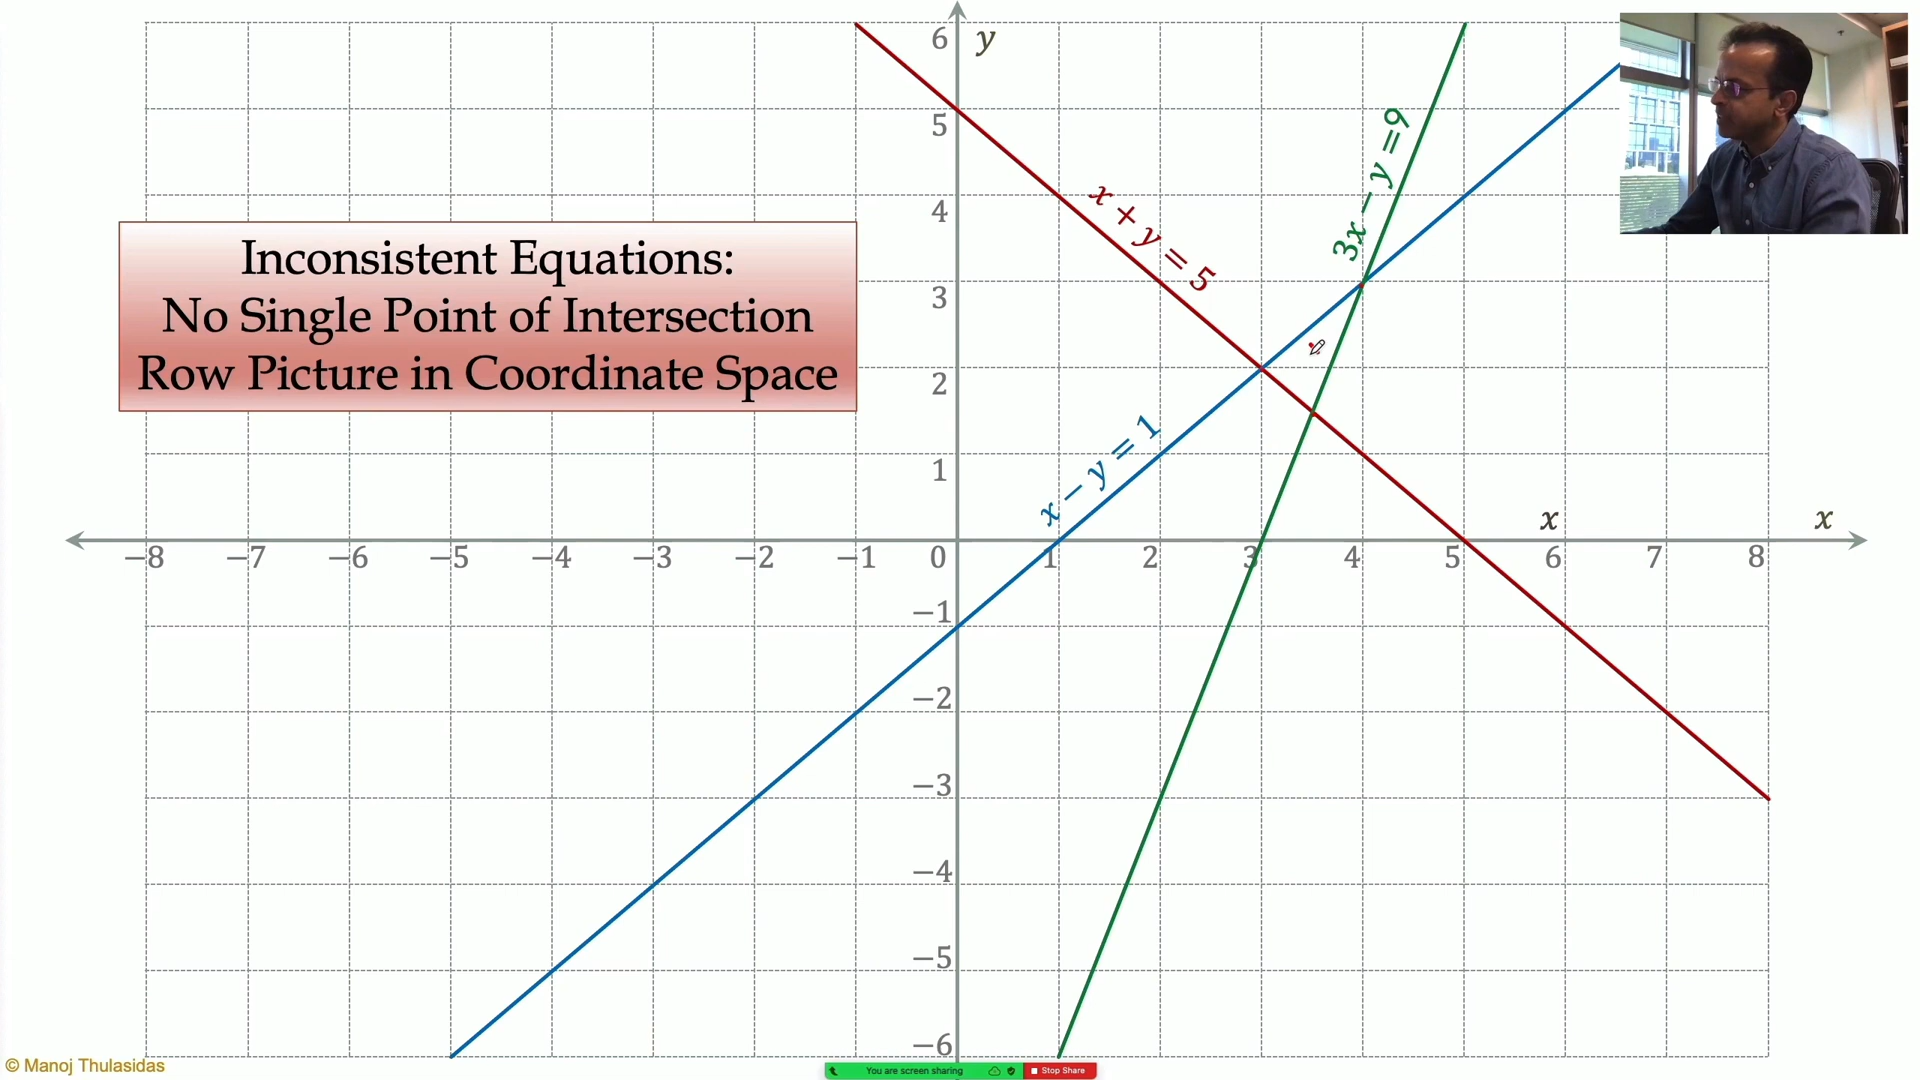 6
y
5
4
3
2
1
x + y = 5
3x − y =9
Inconsistent Equations:
No Single Point of Intersection
Row Picture in Coordinate Space
x − y = 1
x
x
−8 −7 −6 −5 −4 −3 −2 −1 0 1 2 3 4 5 6 7 8
−1
−2
−3
−4
−5
−6
© Manoj Thulasidas
You are screen sharing
Stop Share